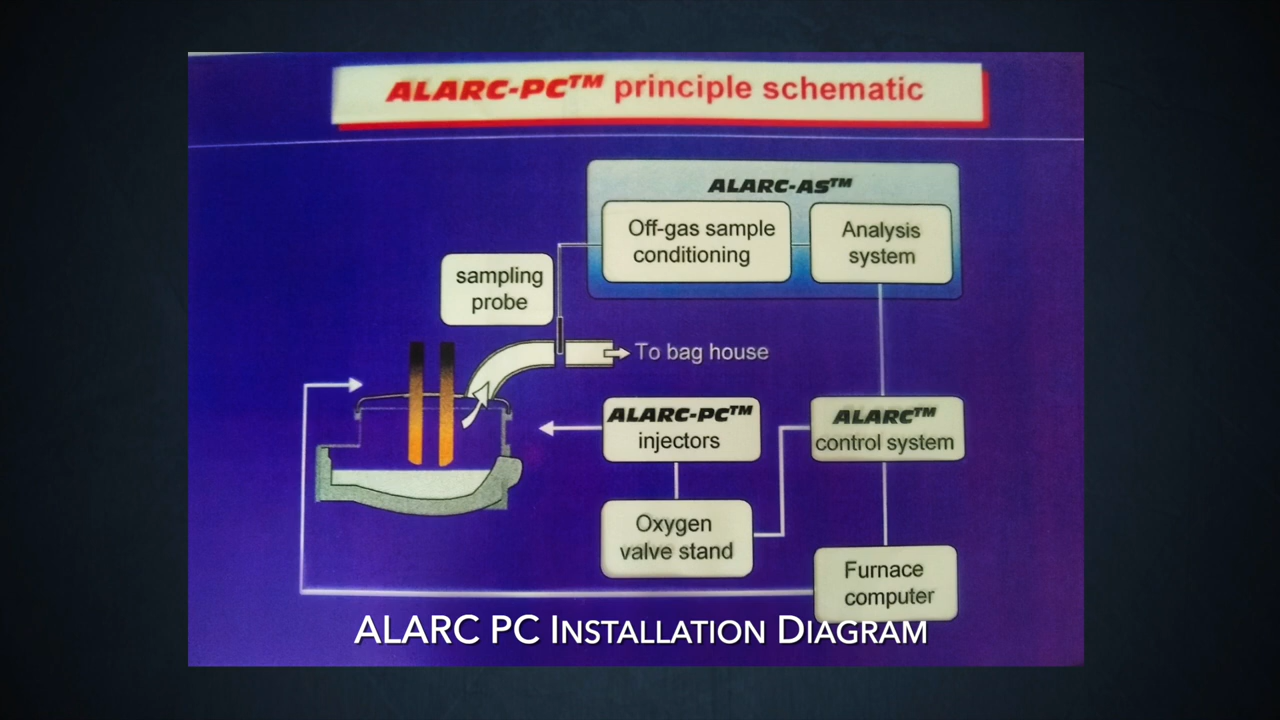 ALARC-PC™ principle schematic
ALARC-AS™
Off-gas sample
conditioning
Analysis
system
sampling
probe
To bag house
ALARC-PC™
injectors
ALARC™
control system
Oxygen
valve stand
Furnace
computer
ALARC PC INSTALLATION DIAGRAM